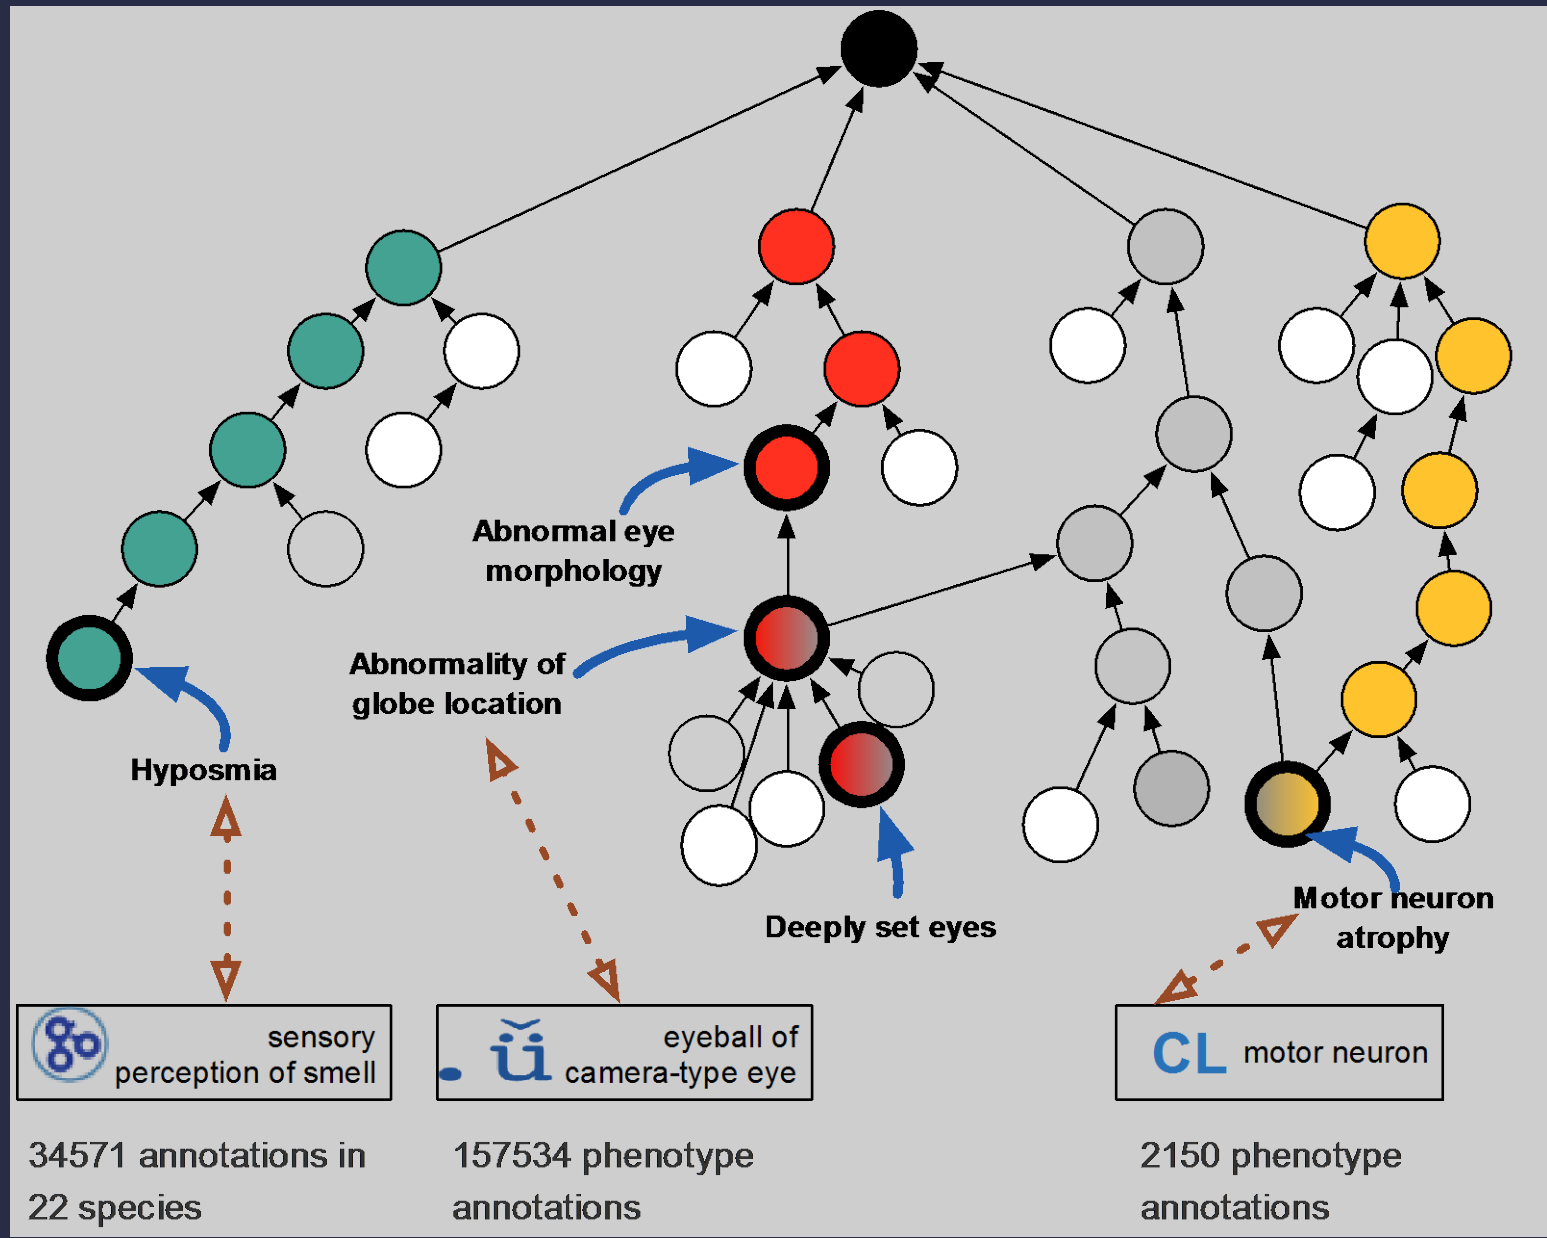 Abnormal eye
morphology
Abnormality of
globe location
Hyposmia
Deeply set eyes
Motor neuron
atrophy
go
sensory
perception of smell
.ü
eyeball of
camera-type eye
CL
motor neuron
34571 annotations in
22 species
157534 phenotype
annotations
2150 phenotype
annotations